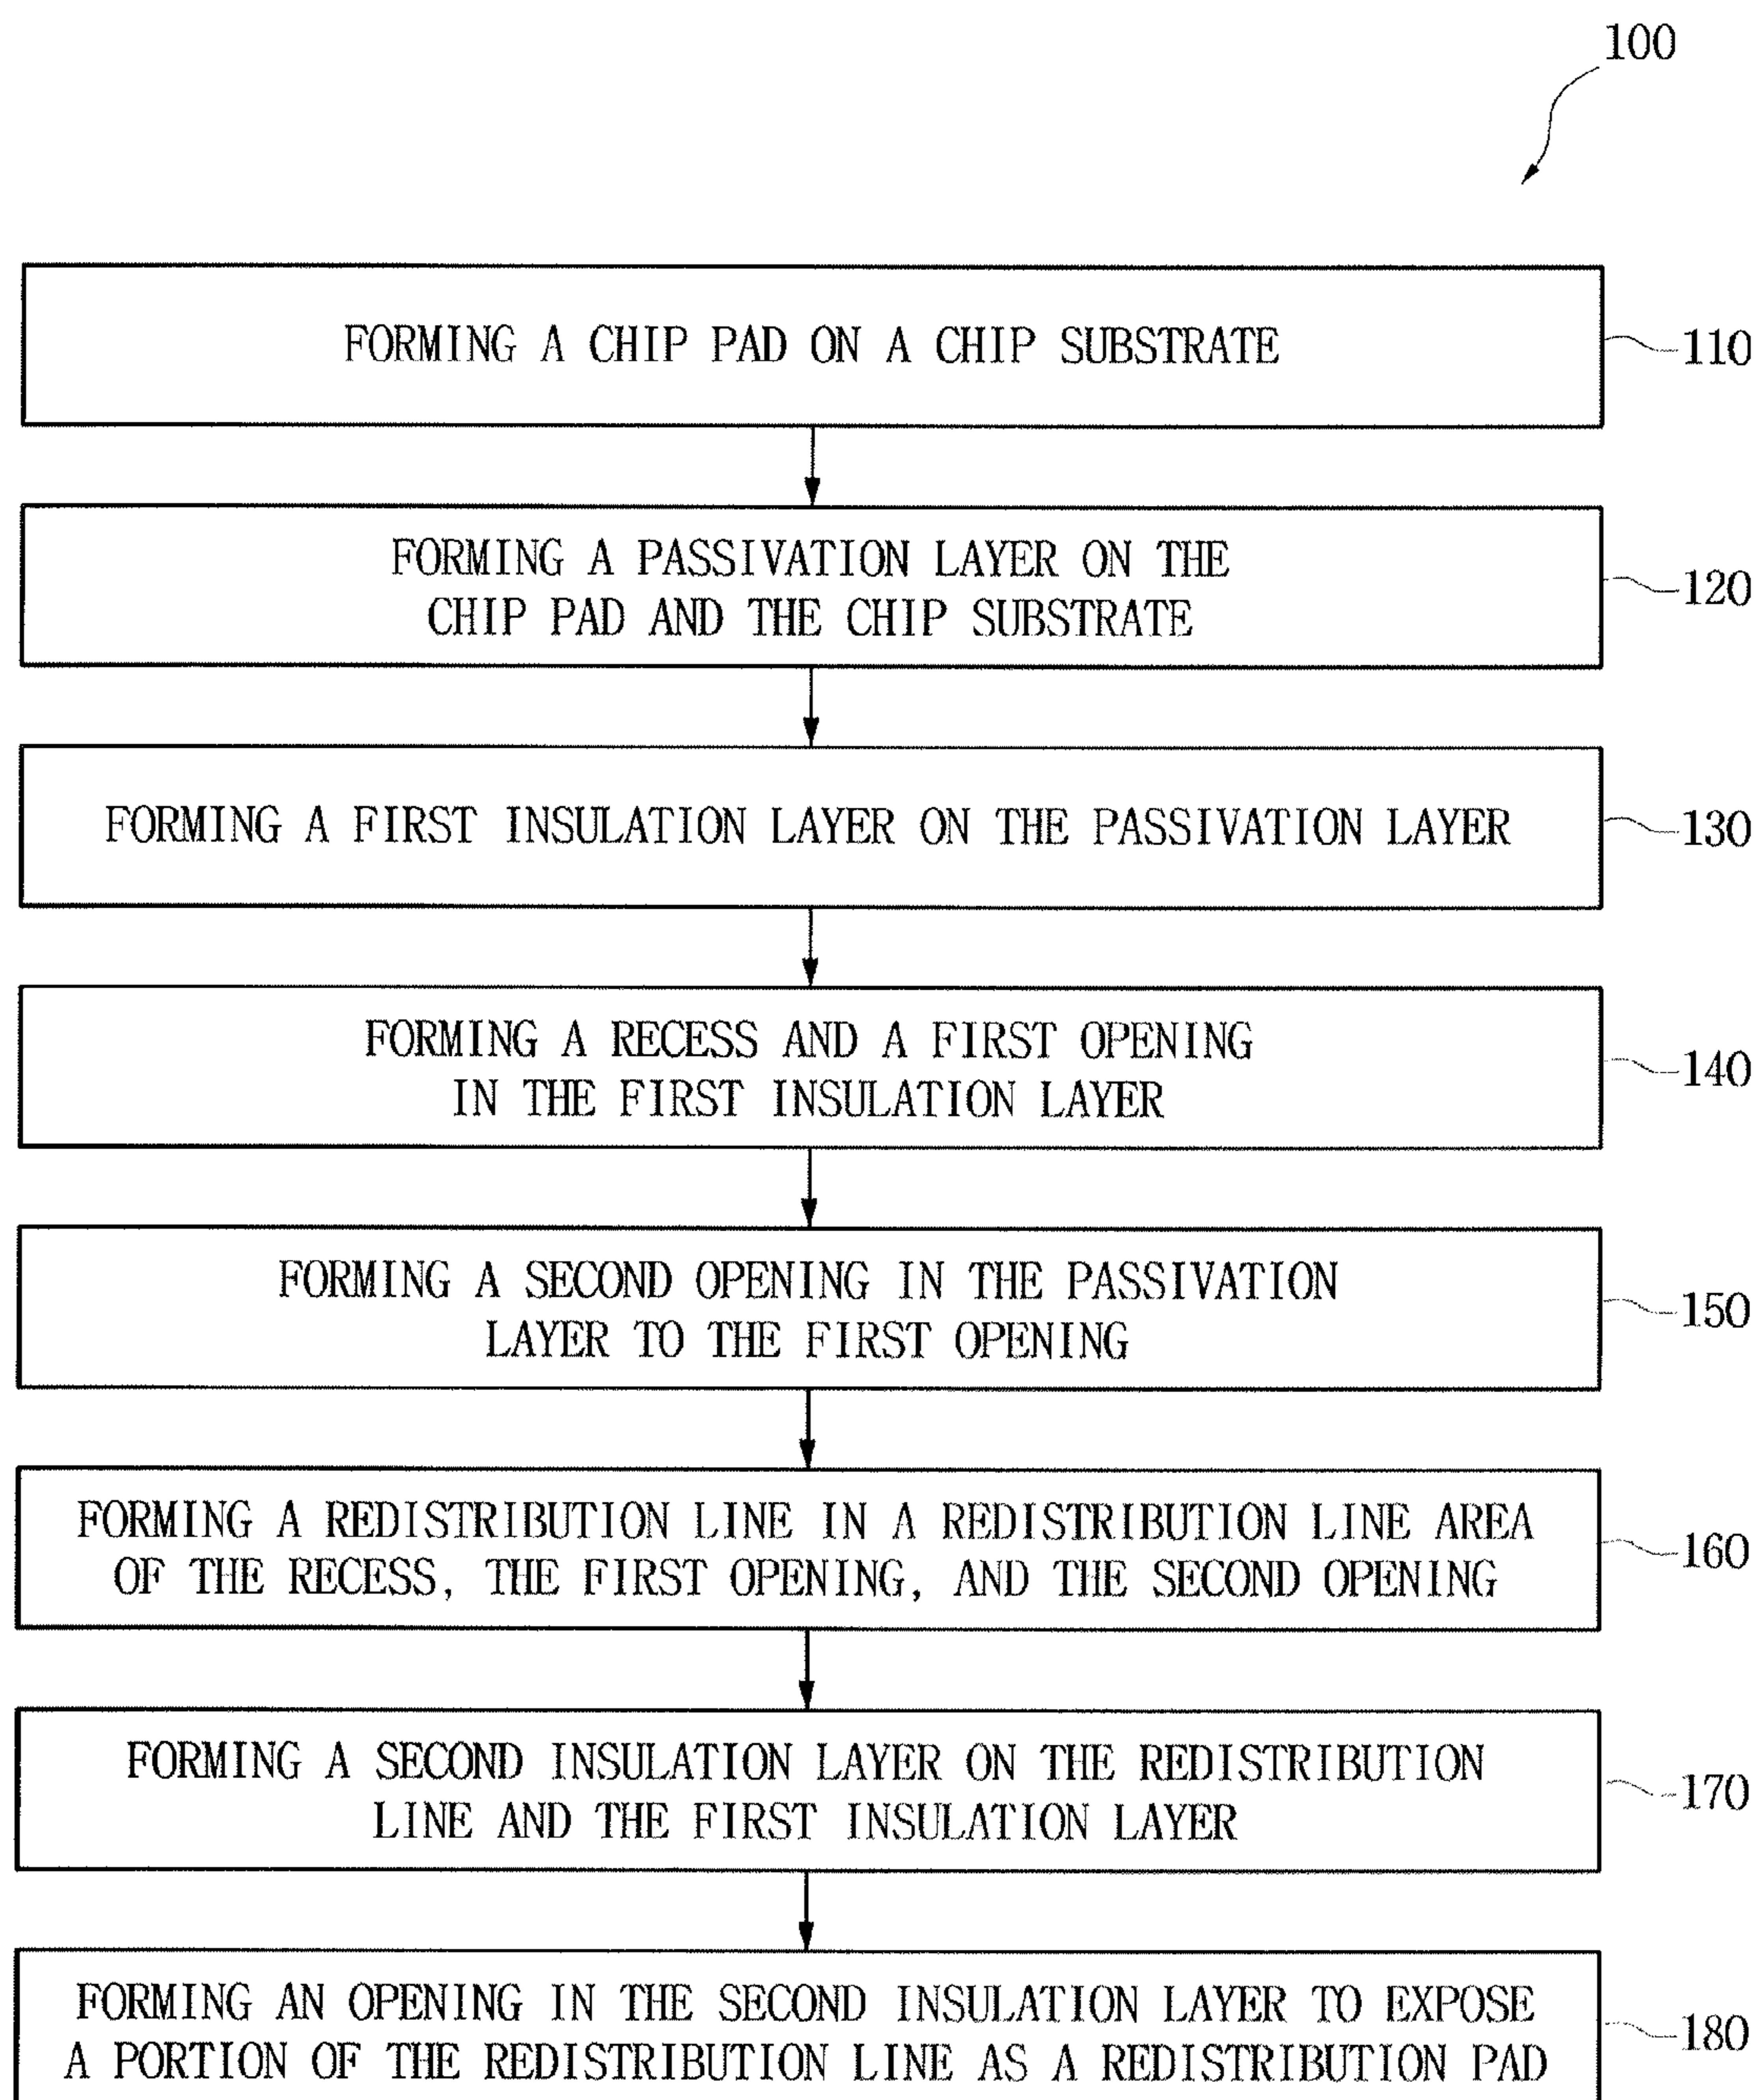 100
FORMING A CHIP PAD ON A CHIP SUBSTRATE
110
FORMING A PASSIVATION LAYER ON THE
CHIP PAD AND THE CHIP SUBSTRATE
120
FORMING A FIRST INSULATION LAYER ON THE PASSIVATION LAYER
130
FORMING A RECESS AND A FIRST OPENING
IN THE FIRST INSULATION LAYER
140
FORMING A SECOND OPENING IN THE PASSIVATION
LAYER TO THE FIRST OPENING
150
FORMING A REDISTRIBUTION LINE IN A REDISTRIBUTION LINE AREA
OF THE RECESS, THE FIRST OPENING, AND THE SECOND OPENING
160
FORMING A SECOND INSULATION LAYER ON THE REDISTRIBUTION
LINE AND THE FIRST INSULATION LAYER
170
FORMING AN OPENING IN THE SECOND INSULATION LAYER TO EXPOSE
A PORTION OF THE REDISTRIBUTION LINE AS A REDISTRIBUTION PAD
180